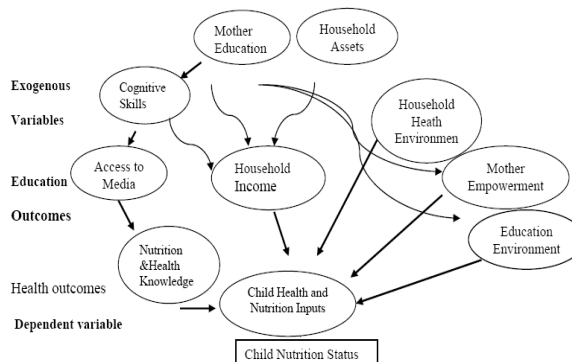 Mother
Education
Household
Assets
Exogenous
Cognitive
Skills
Variables
Household
Heath
Environmen
Access to
Media
Household
Income
Mother
Empowerment
Education
Outcomes
Education
Environment
Nutrition
&Health
Knowledge
Health outcomes
Child Health and
Nutrition Inputs
Dependent variable
Child Nutrition Status